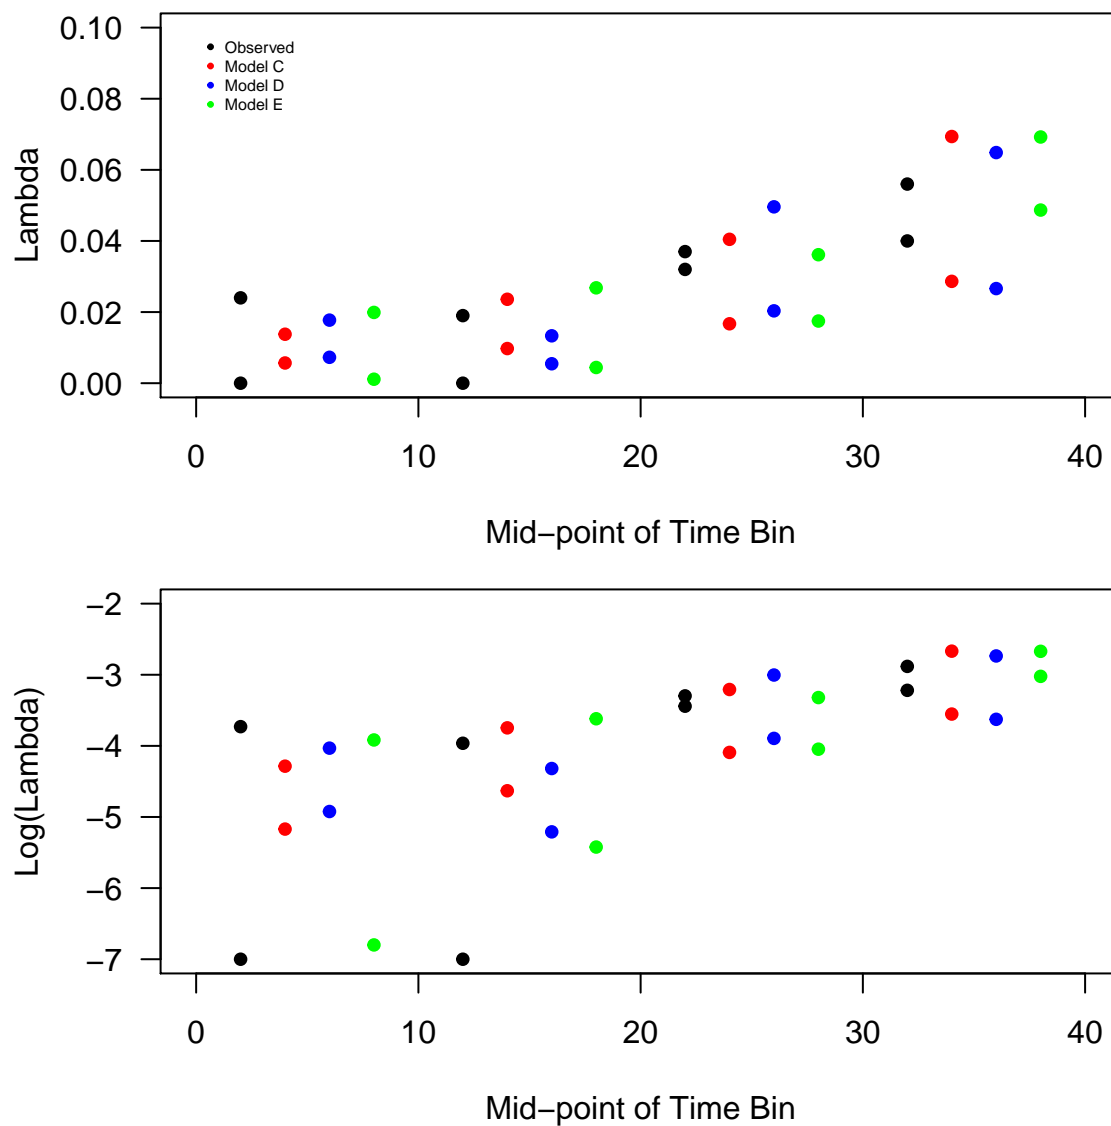 0.10
0.08
0.06
0.04
0.02
0.00
Lambda
Observed
Model C
Model D
Model E
0 10 20 30 40
Mid−point of Time Bin
−2
−3
−4
−5
−6
−7
Log(Lambda)
0 10 20 30 40
Mid−point of Time Bin